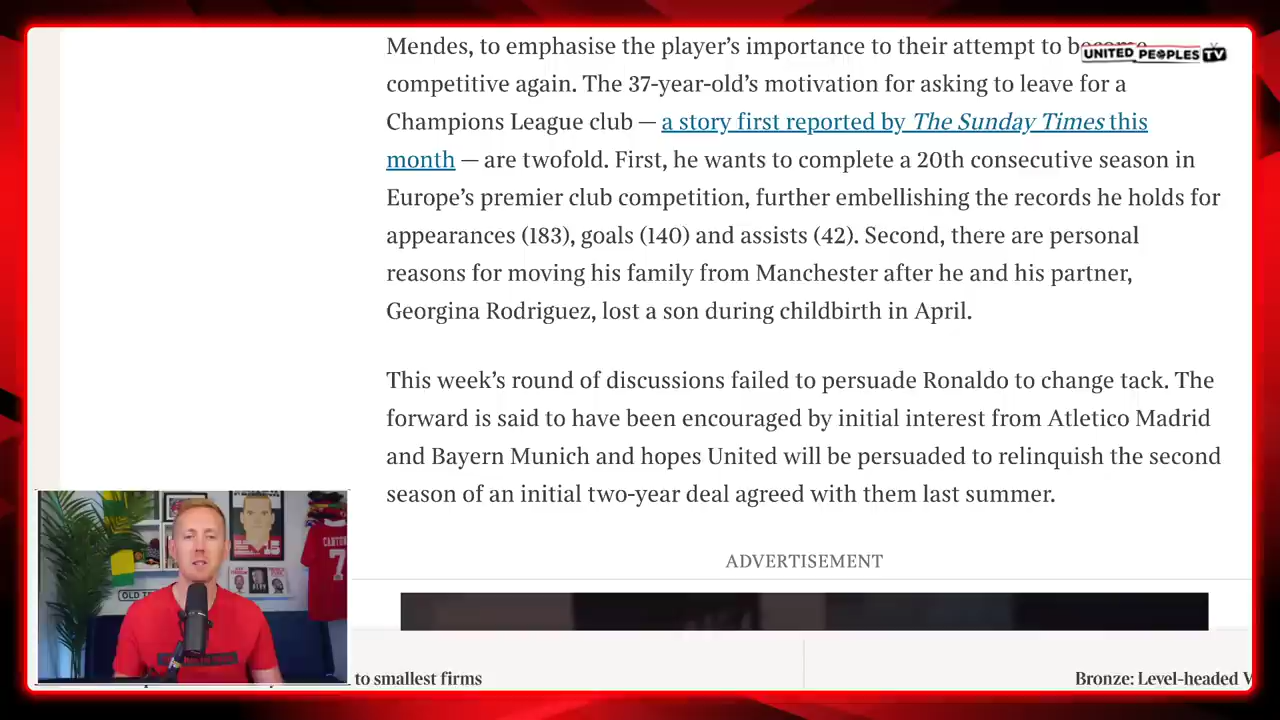 Mendes, to emphasise the player's importance to their attempt to become
UNITED PEOPLES TV
competitive again. The 37-year-old's motivation for asking to leave for a
Champions League club — a story first reported by The Sunday Times this
month — are twofold. First, he wants to complete a 20th consecutive season in
Europe's premier club competition, further embellishing the records he holds for
appearances (183), goals (140) and assists (42). Second, there are personal
reasons for moving his family from Manchester after he and his partner,
Georgina Rodriguez, lost a son during childbirth in April.
This week's round of discussions failed to persuade Ronaldo to change tack. The
forward is said to have been encouraged by initial interest from Atletico Madrid
and Bayern Munich and hopes United will be persuaded to relinquish the second
season of an initial two-year deal agreed with them last summer.
ADVERTISEMENT
CANTONA
7
OLD
to smallest firms
Bronze: Level-headed